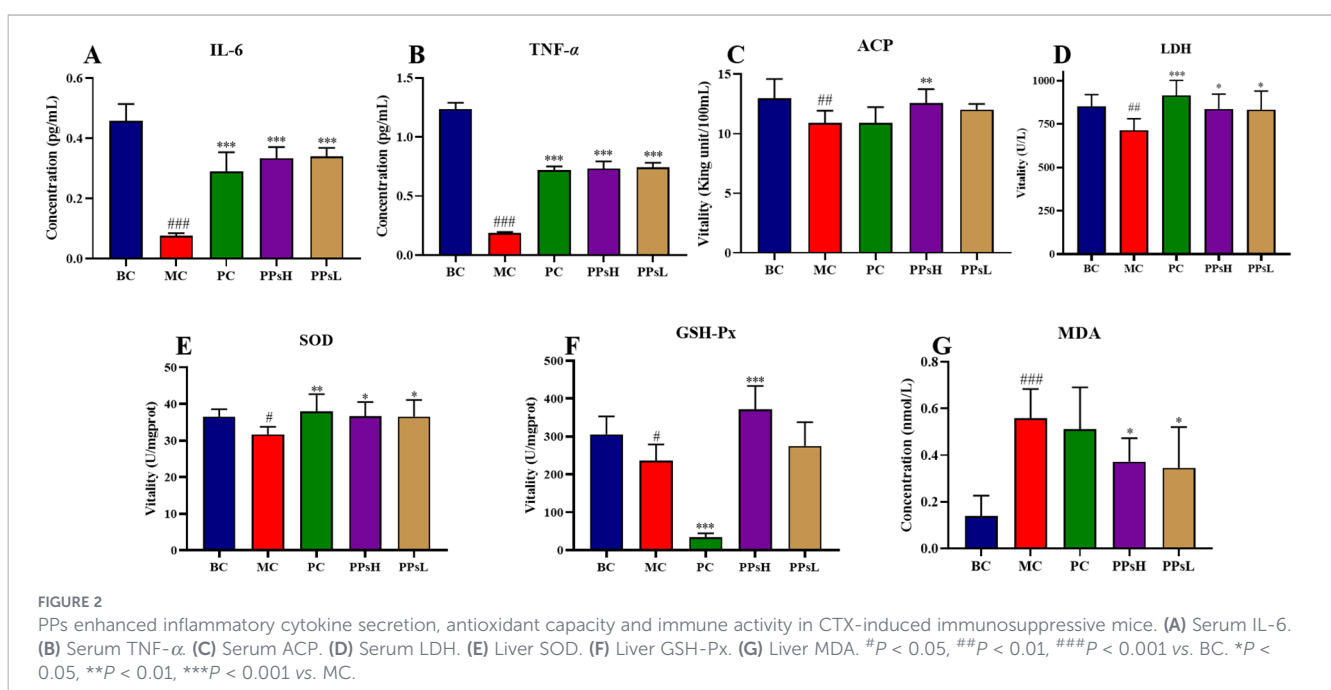 A
IL-6
Concentration (pg/mL)
0.6
0.4
0.2
0.0
###
***
***
***
BC MC PC PPsH PPsL
B
TNF-α
Concentration (pg/mL)
1.5
1.0
0.5
0.0
###
***
***
***
BC MC PC PPsH PPsL
C
ACP
Vitality (King unit/100mL)
15
10
5
0
##
**
BC MC PC PPsH PPsL
D
LDH
Vitality (U/L)
1000
750
500
250
0
##
***
*
*
BC MC PC PPsH PPsL
E
SOD
Vitality (U/mgprot)
50
40
30
20
10
0
#
**
*
*
BC MC PC PPsH PPsL
F
GSH-Px
Vitality (U/mgprot)
500
400
300
200
100
0
#
***
***
BC MC PC PPsH PPsL
G
MDA
Concentration (nmol/L)
0.8
0.6
0.4
0.2
0.0
###
*
*
BC MC PC PPsH PPsL
FIGURE 2
PPs enhanced inflammatory cytokine secretion, antioxidant capacity and immune activity in CTX-induced immunosuppressive mice. (A) Serum IL-6.
(B) Serum TNF-α. (C) Serum ACP. (D) Serum LDH. (E) Liver SOD. (F) Liver GSH-Px. (G) Liver MDA. #P < 0.05, ##P < 0.01, ###P < 0.001 vs. BC. *P <
0.05, **P < 0.01, ***P < 0.001 vs. MC.